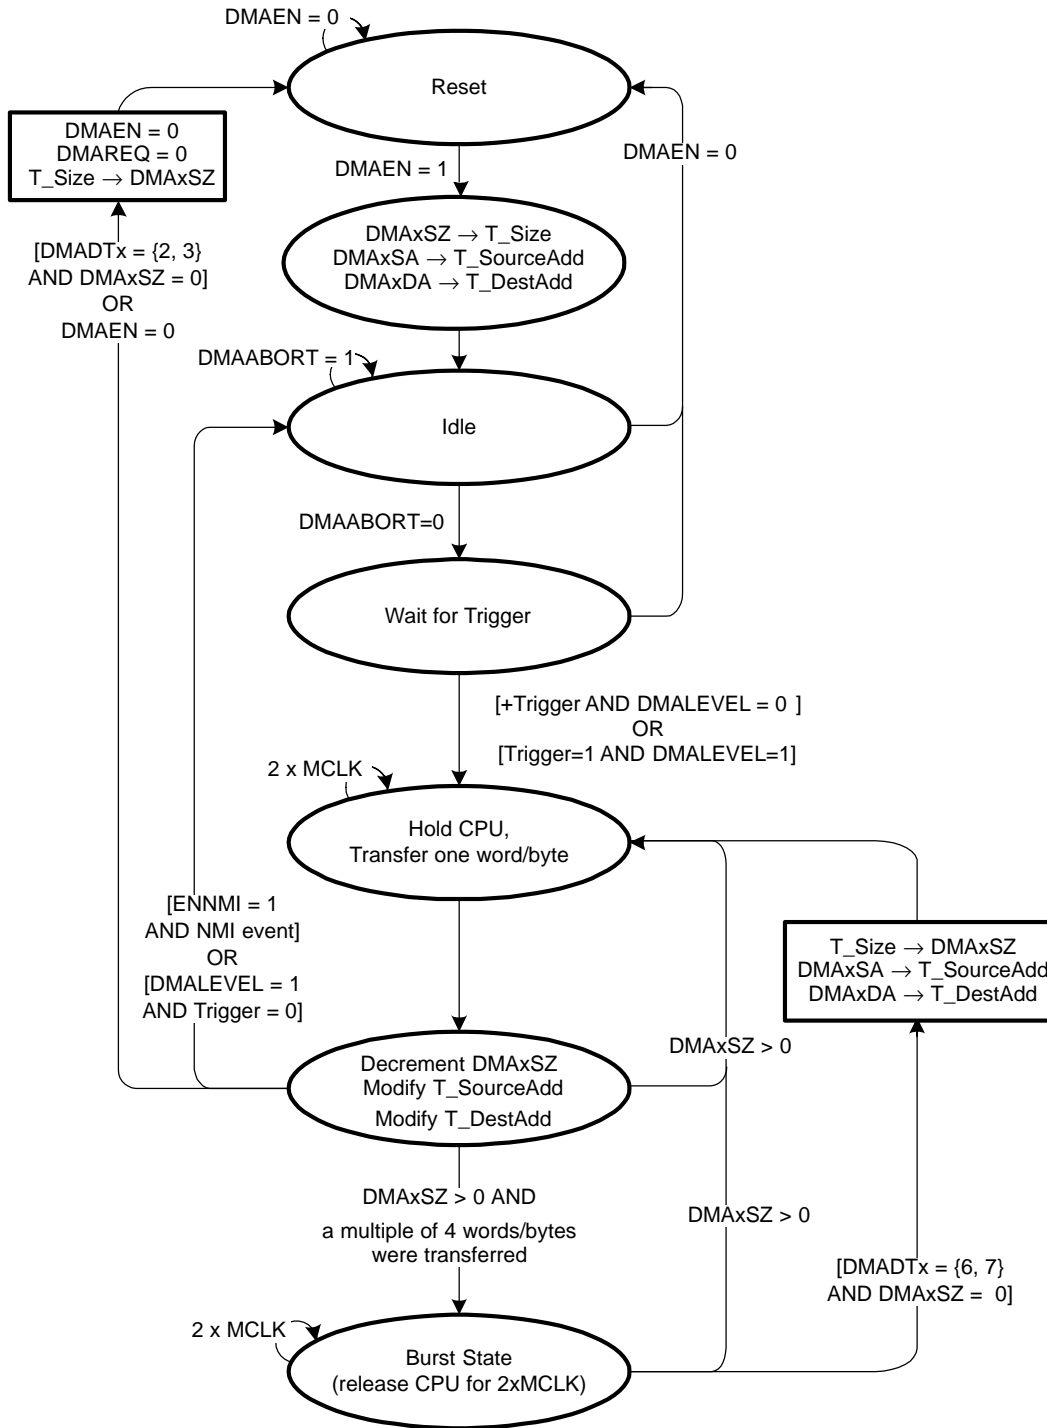 DMAEN = 0
Reset
DMAEN = 0
DMAREQ = 0
T_Size → DMAxSZ
DMAEN = 0
DMAEN = 1
DMAxSZ → T_Size
DMAxSA → T_SourceAdd
DMAxDA → T_DestAdd
[DMADTx = {2, 3}
AND DMAxSZ = 0]
OR
DMAEN = 0
DMAABORT = 1
Idle
DMAABORT=0
Wait for Trigger
[+Trigger AND DMALEVEL = 0 ]
OR
[Trigger=1 AND DMALEVEL=1]
2 x MCLK
Hold CPU,
Transfer one word/byte
[ENNMI = 1
AND NMI event]
OR
[DMALEVEL = 1
AND Trigger = 0]
T_Size → DMAxSZ
DMAxSA → T_SourceAdd
DMAxDA → T_DestAdd
DMAxSZ > 0
Decrement DMAxSZ
Modify T_SourceAdd
Modify T_DestAdd
DMAxSZ > 0 AND
a multiple of 4 words/bytes
were transferred
DMAxSZ > 0
[DMADTx = {6, 7}
AND DMAxSZ = 0]
2 x MCLK
Burst State
(release CPU for 2xMCLK)